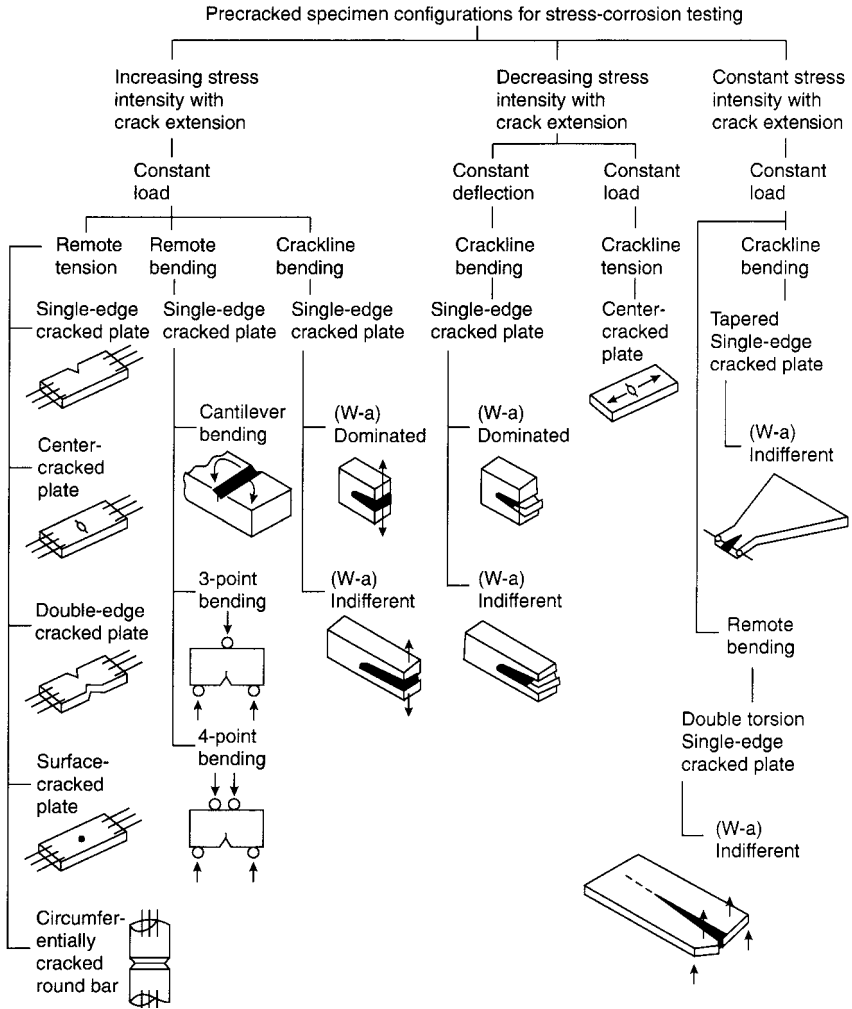 Precracked specimen configurations for stress-corrosion testing
Increasing stress
intensity with
crack extension
Constant
load
Remote
tension
Single-edge
cracked plate
Center-
cracked
plate
Double-edge
cracked plate
Surface-
cracked
plate
Circumfer-
entially
cracked
round bar
Remote
bending
Single-edge
cracked plate
Cantilever
bending
3-point
bending
4-point
bending
Crackline
bending
Single-edge
cracked plate
(W-a)
Dominated
(W-a)
Indifferent
Decreasing stress
intensity with
crack extension
Constant
deflection
Crackline
bending
Single-edge
cracked plate
(W-a)
Dominated
(W-a)
Indifferent
Constant
load
Crackline
tension
Center-
cracked
plate
Constant stress
intensity with
crack extension
Constant
load
Crackline
bending
Tapered
Single-edge
cracked plate
(W-a)
Indifferent
Remote
bending
Double torsion
Single-edge
cracked plate
(W-a)
Indifferent